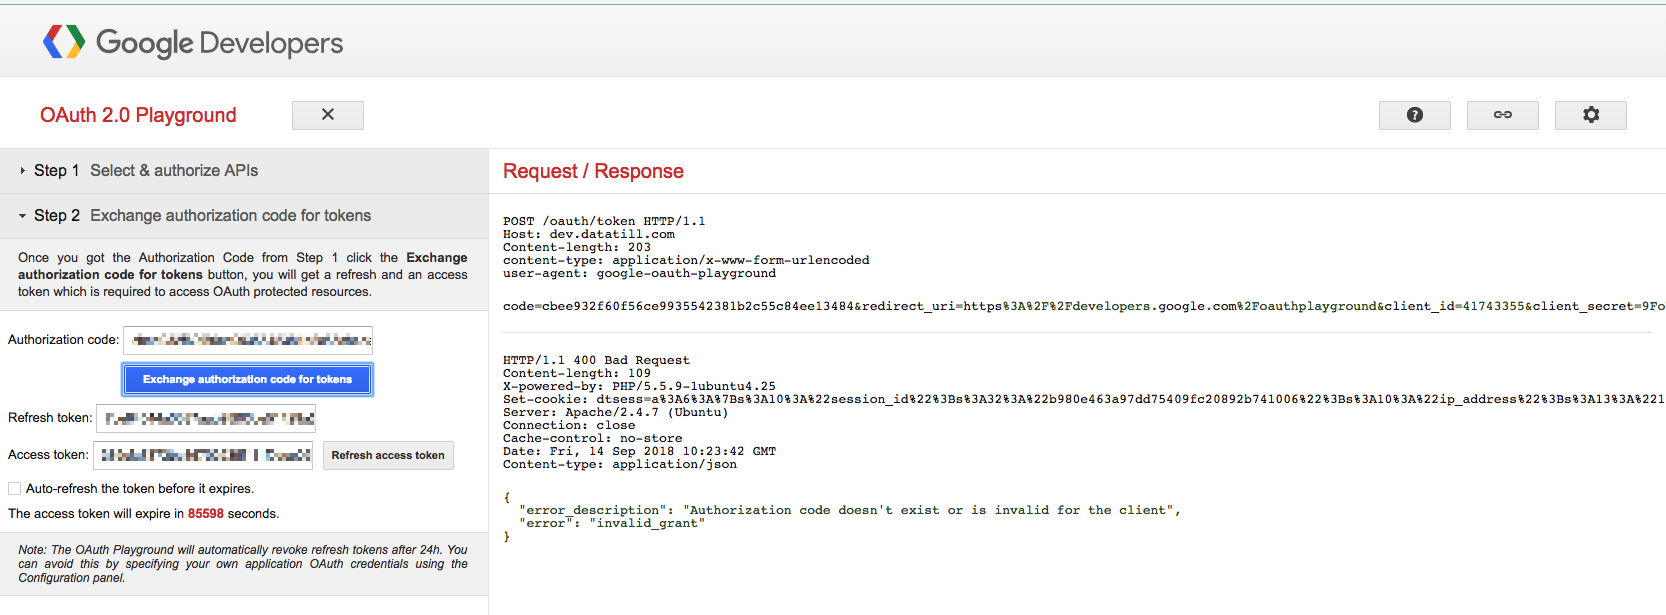 Google Developers
OAuth 2.0 Playground
Step 1 Select & authorize APIs
Step 2 Exchange authorization code for tokens
Once you got the Authorization Code from Step 1 click the Exchange
authorization code for tokens button, you will get a refresh and an access
token which is required to access OAuth protected resources.
Authorization code:
Exchange authorization code for tokens
Refresh token:
Access token:
Refresh access token
Auto-refresh the token before it expires.
The access token will expire in 85598 seconds.
Note: The OAuth Playground will automatically revoke refresh tokens after 24h. You
can avoid this by specifying your own application OAuth credentials using the
Configuration panel.
Request / Response
POST /oauth/token HTTP/1.1
Host: dev.datatill.com
Content-length: 203
content-type: application/x-www-form-urlencoded
user-agent: google-oauth-playground
code=cbee932f60f56ce9935542381b2c55c84ee13484&redirect_uri=https%3A%2F%2Fdevelopers.google.com%2Foauthplayground&client_id=41743355&client_secret=9Fo
HTTP/1.1 400 Bad Request
Content-length: 109
X-powered-by: PHP/5.5.9-1ubuntu4.25
Set-cookie: dtsess=a%3A6%3A%7Bs%3A10%3A%22session_id%22%3Bs%3A32%3A%22b980e463a97dd75409fc20892b741006%22%3Bs%3A10%3A%22ip_address%22%3Bs%3A13%3A%221
Server: Apache/2.4.7 (Ubuntu)
Connection: close
Cache-control: no-store
Date: Fri, 14 Sep 2018 10:23:42 GMT
Content-type: application/json
{
"error_description": "Authorization code doesn't exist or is invalid for the client",
"error": "invalid_grant"
}